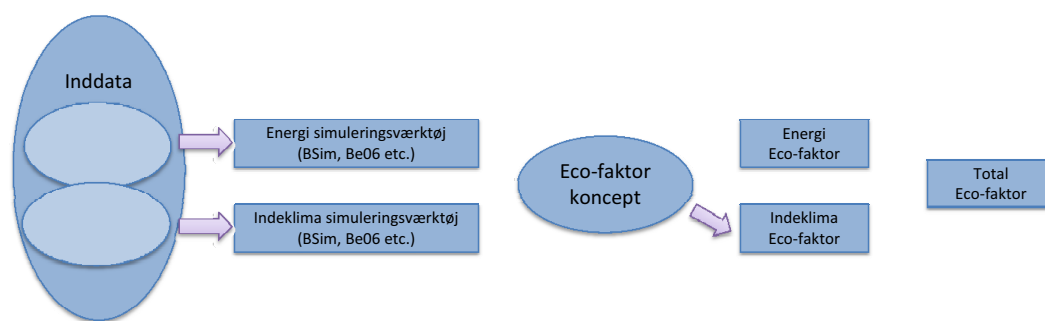 Inddata
Energi simuleringsværktøj
(BSim, Be06 etc.)
Indeklima simuleringsværktøj
(BSim, Be06 etc.)
Eco-faktor
koncept
Energi
Eco-faktor
Indeklima
Eco-faktor
Total
Eco-faktor